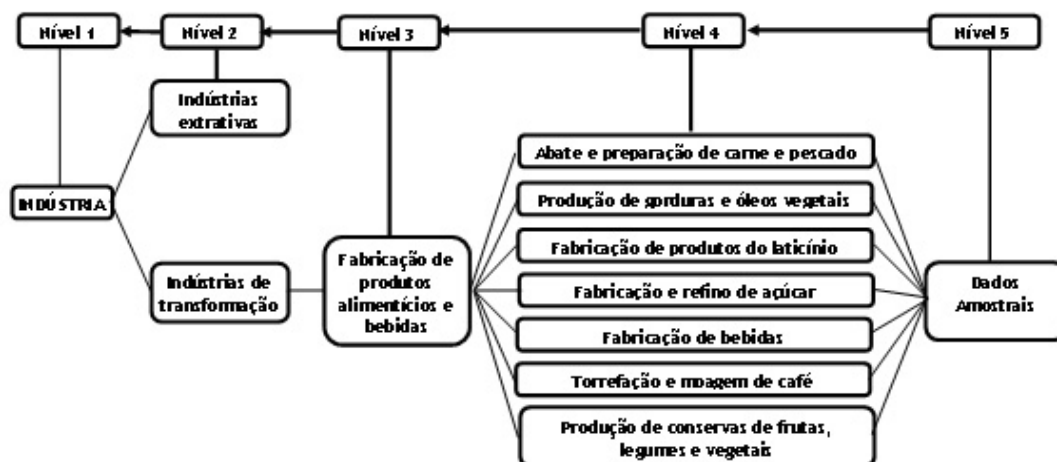 Nível 1
Nível 2
Nível 3
Nível 4
Nível 5
Indústrias
extrativas
INDÚSTRIA
Indústrias de
transformação
Fabricação de
produtos
alimentícios e
bebidas
Abate e preparação de carne e pescado
Produção de gorduras e óleos vegetais
Fabricação de produtos do laticínio
Fabricação e refino de açúcar
Fabricação de bebidas
Torrefação e moagem de café
Produção de conservas de frutas,
legumes e vegetais
Dados
Amostrais